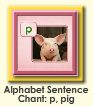 p
Alphabet Sentence
Chant: p, pig